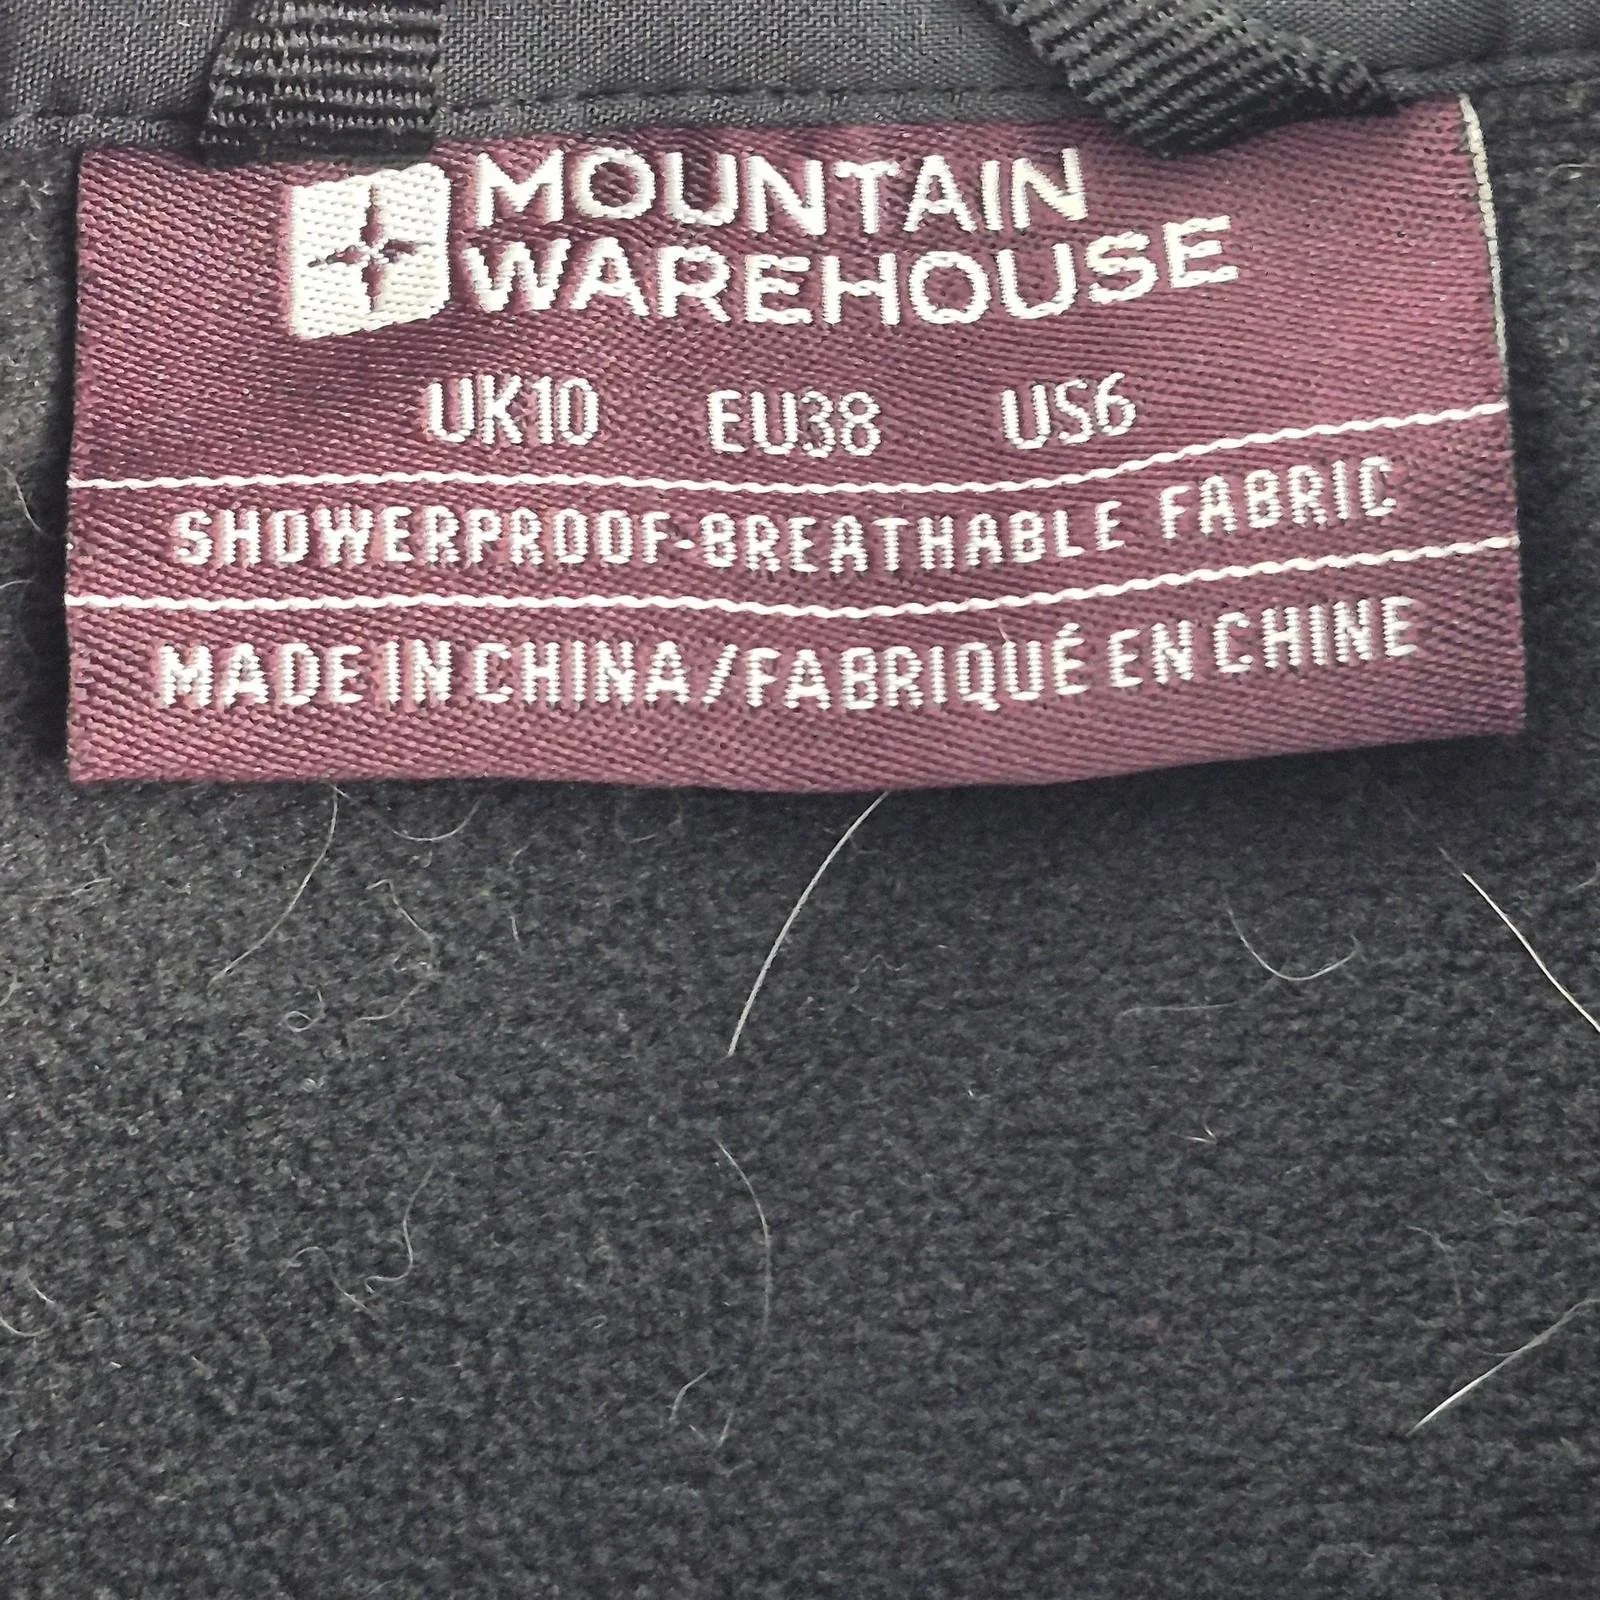 MOUNTAIN
WAREHOUSE
UK10 EU38 US6
SHOWERPROOF-BREATHABLE FABRIC
MADE IN CHINA/FABRIQUÉ EN CHINE